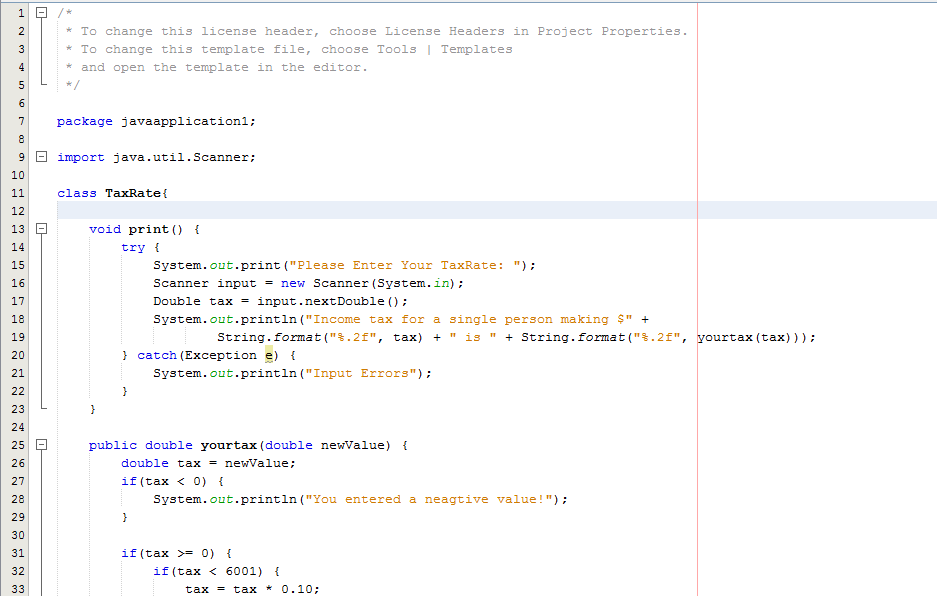 1 /*
2  * To change this license header, choose License Headers in Project Properties.
3  * To change this template file, choose Tools | Templates
4  * and open the template in the editor.
5  */
6
7 package javaapplication1;
8
9 import java.util.Scanner;
10
11 class TaxRate{
12
13     void print() {
14         try {
15             System.out.print("Please Enter Your TaxRate: ");
16             Scanner input = new Scanner(System.in);
17             Double tax = input.nextDouble();
18             System.out.println("Income tax for a single person making $" +
19                     String.format("%.2f", tax) + " is " + String.format("%.2f", yourtax(tax)));
20         } catch(Exception e) {
21             System.out.println("Input Errors");
22         }
23     }
24
25     public double yourtax(double newValue) {
26         double tax = newValue;
27         if(tax < 0) {
28             System.out.println("You entered a neagtive value!");
29         }
30
31         if(tax >= 0) {
32             if(tax < 6001) {
33                 tax = tax * 0.10;